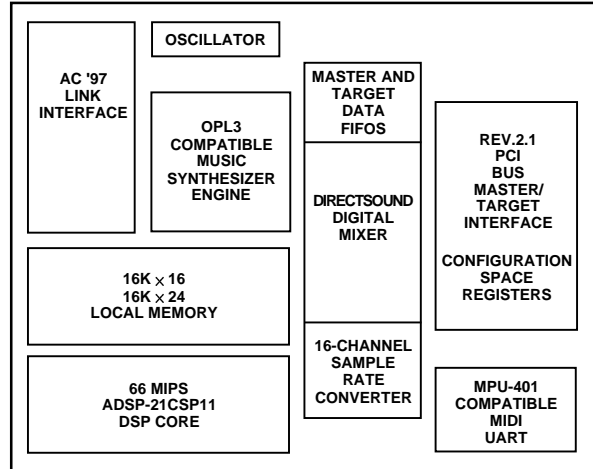 AC '97
LINK
INTERFACE
OSCILLATOR
OPL3
COMPATIBLE
MUSIC
SYNTHESIZER
ENGINE
MASTER AND
TARGET
DATA
FIFOS
DIRECTSOUND
DIGITAL
MIXER
16-CHANNEL
SAMPLE
RATE
CONVERTER
REV.2.1
PCI
BUS
MASTER/
TARGET
INTERFACE
CONFIGURATION
SPACE
REGISTERS
16K × 16
16K × 24
LOCAL MEMORY
66 MIPS
ADSP-21CSP11
DSP CORE
MPU-401
COMPATIBLE
MIDI
UART